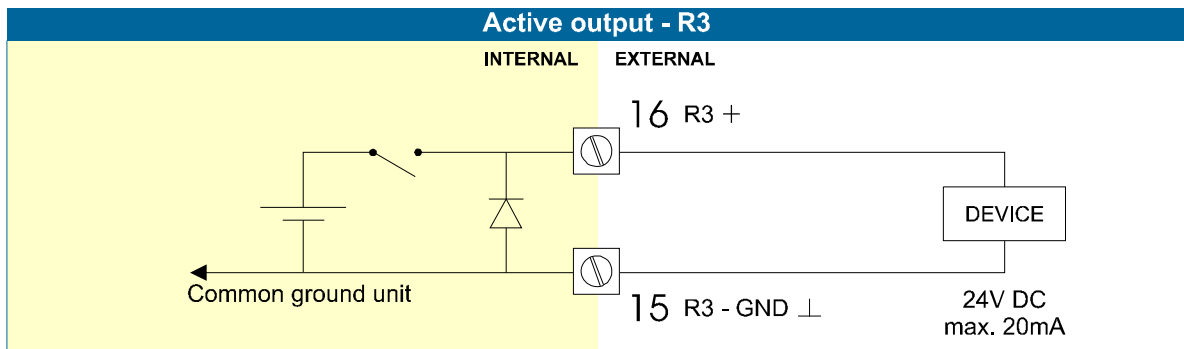 Active output - R3
INTERNAL EXTERNAL
16 R3 +
DEVICE
Common ground unit
15 R3 - GND ⊥
24V DC
max. 20mA